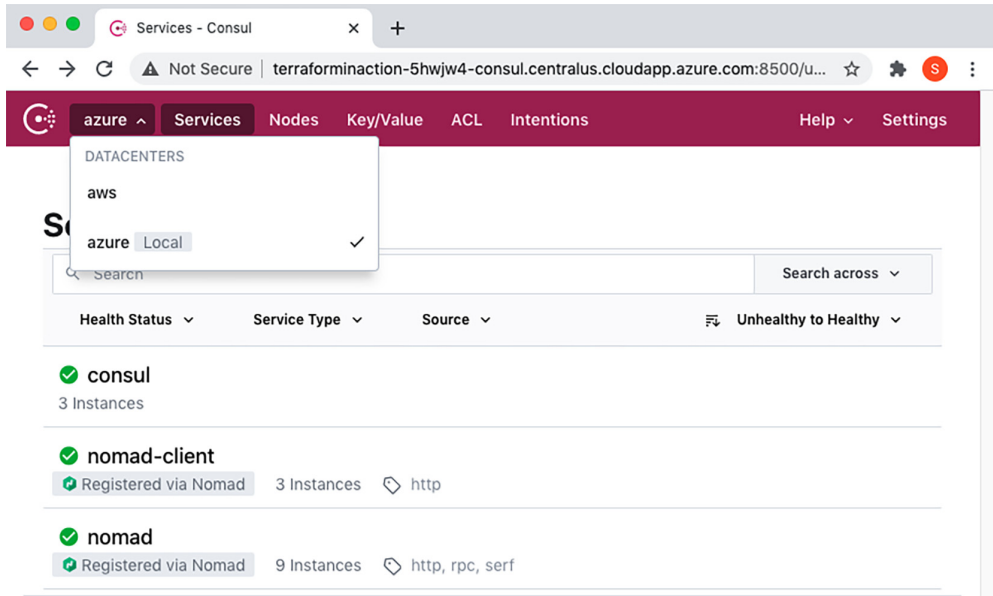 Services - Consul
Not Secure | terraforminaction-5hwjw4-consul.centralus.cloudapp.azure.com:8500/u...
S
azure Services Nodes Key/Value ACL Intentions Help Settings
DATACENTERS
aws
azure Local
Search Search across
Health Status Service Type Source Unhealthy to Healthy
consul
3 Instances
nomad-client
Registered via Nomad 3 Instances http
nomad
Registered via Nomad 9 Instances http, rpc, serf